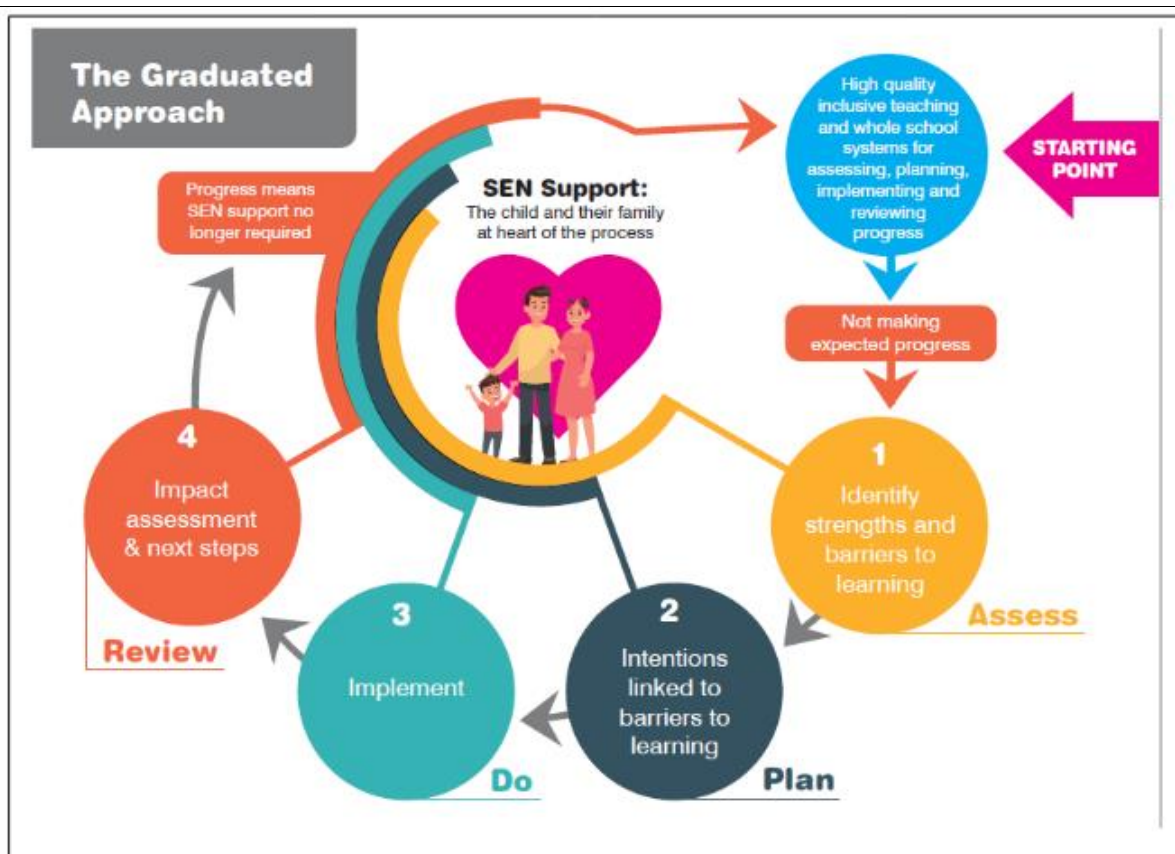 The Graduated
Approach
STARTING
POINT
High quality
inclusive teaching
and whole school
systems for
assessing, planning,
implementing and
reviewing
progress
Not making
expected progress
SEN Support:
The child and their family
at heart of the process
Progress means
SEN support no
longer required
1
Identify
strengths and
barriers to
learning
Assess
2
Intentions
linked to
barriers to
learning
Plan
3
Implement
Do
4
Impact
assessment
& next steps
Review